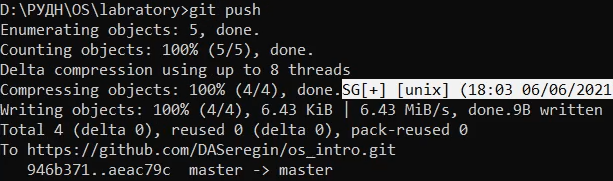 D:\РУДН\OS\labratory>git push
Enumerating objects: 5, done.
Counting objects: 100% (5/5), done.
Delta compression using up to 8 threads
Compressing objects: 100% (4/4), done.SG[+] [unix] (18:03 06/06/2021
Writing objects: 100% (4/4), 6.43 KiB | 6.43 MiB/s, done.9B written
Total 4 (delta 0), reused 0 (delta 0), pack-reused 0
To https://github.com/DASeregin/os_intro.git
946b371..aeac79c  master -> master